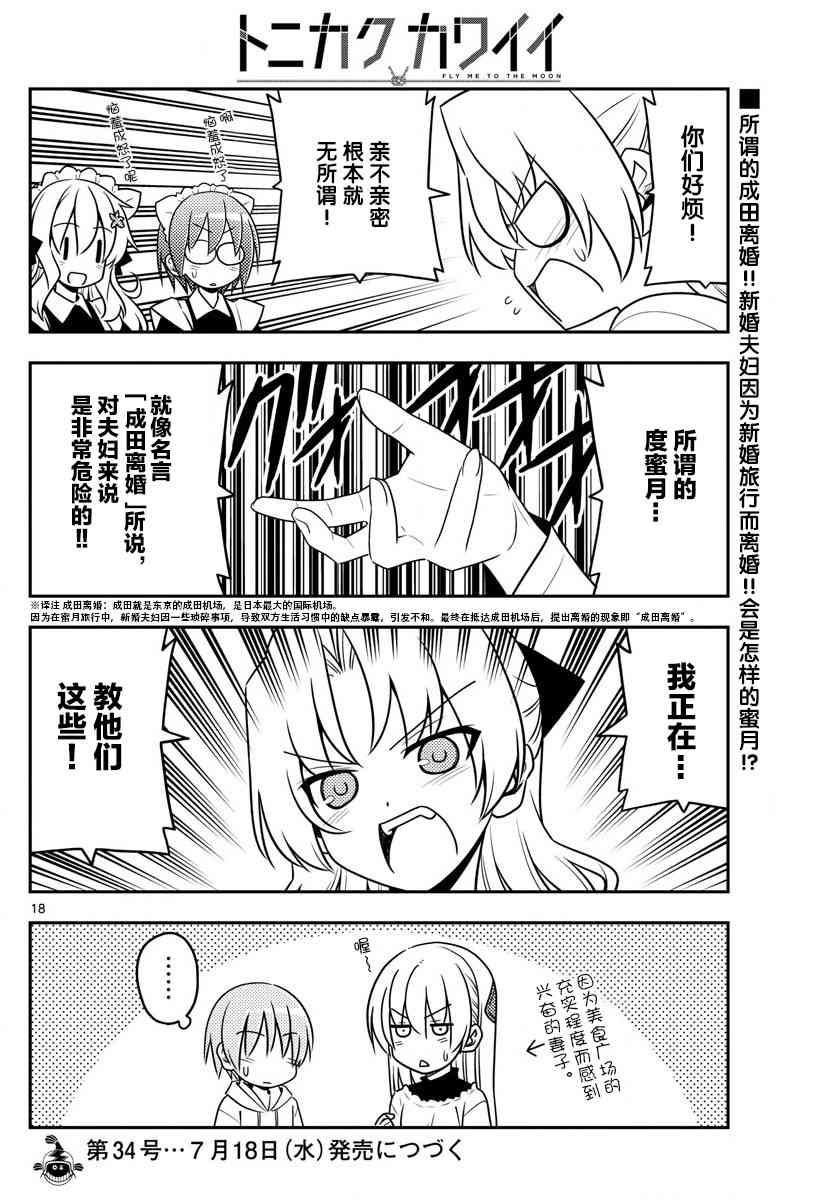 トニカクカワイイ
FLY ME TO THE MOON
■所谓的成田离婚!!新婚夫妇因为新婚旅行而离婚!!会是怎样的蜜月!?
你们好烦!
亲不亲密
根本就
无所谓!
啊
恼羞成怒了
恼羞成怒了呢
所谓的
度蜜月…
グググ
就像名言
「成田离婚」所说,
对夫妇来说
是非常危险的!!
※译注 成田离婚:成田就是东京的成田机场,是日本最大的国际机场。
因为在蜜月旅行中,新婚夫妇因一些琐碎事项,导致双方生活习惯中的缺点暴露,引发不和。最终在抵达成田机场后,提出离婚的现象即“成田离婚”。
我正在…
教他们
这些!
18
喔~
因为美食广场的
充实程度而感到
兴奋的妻子。
……
第34号…7月18日(水)発売につづく